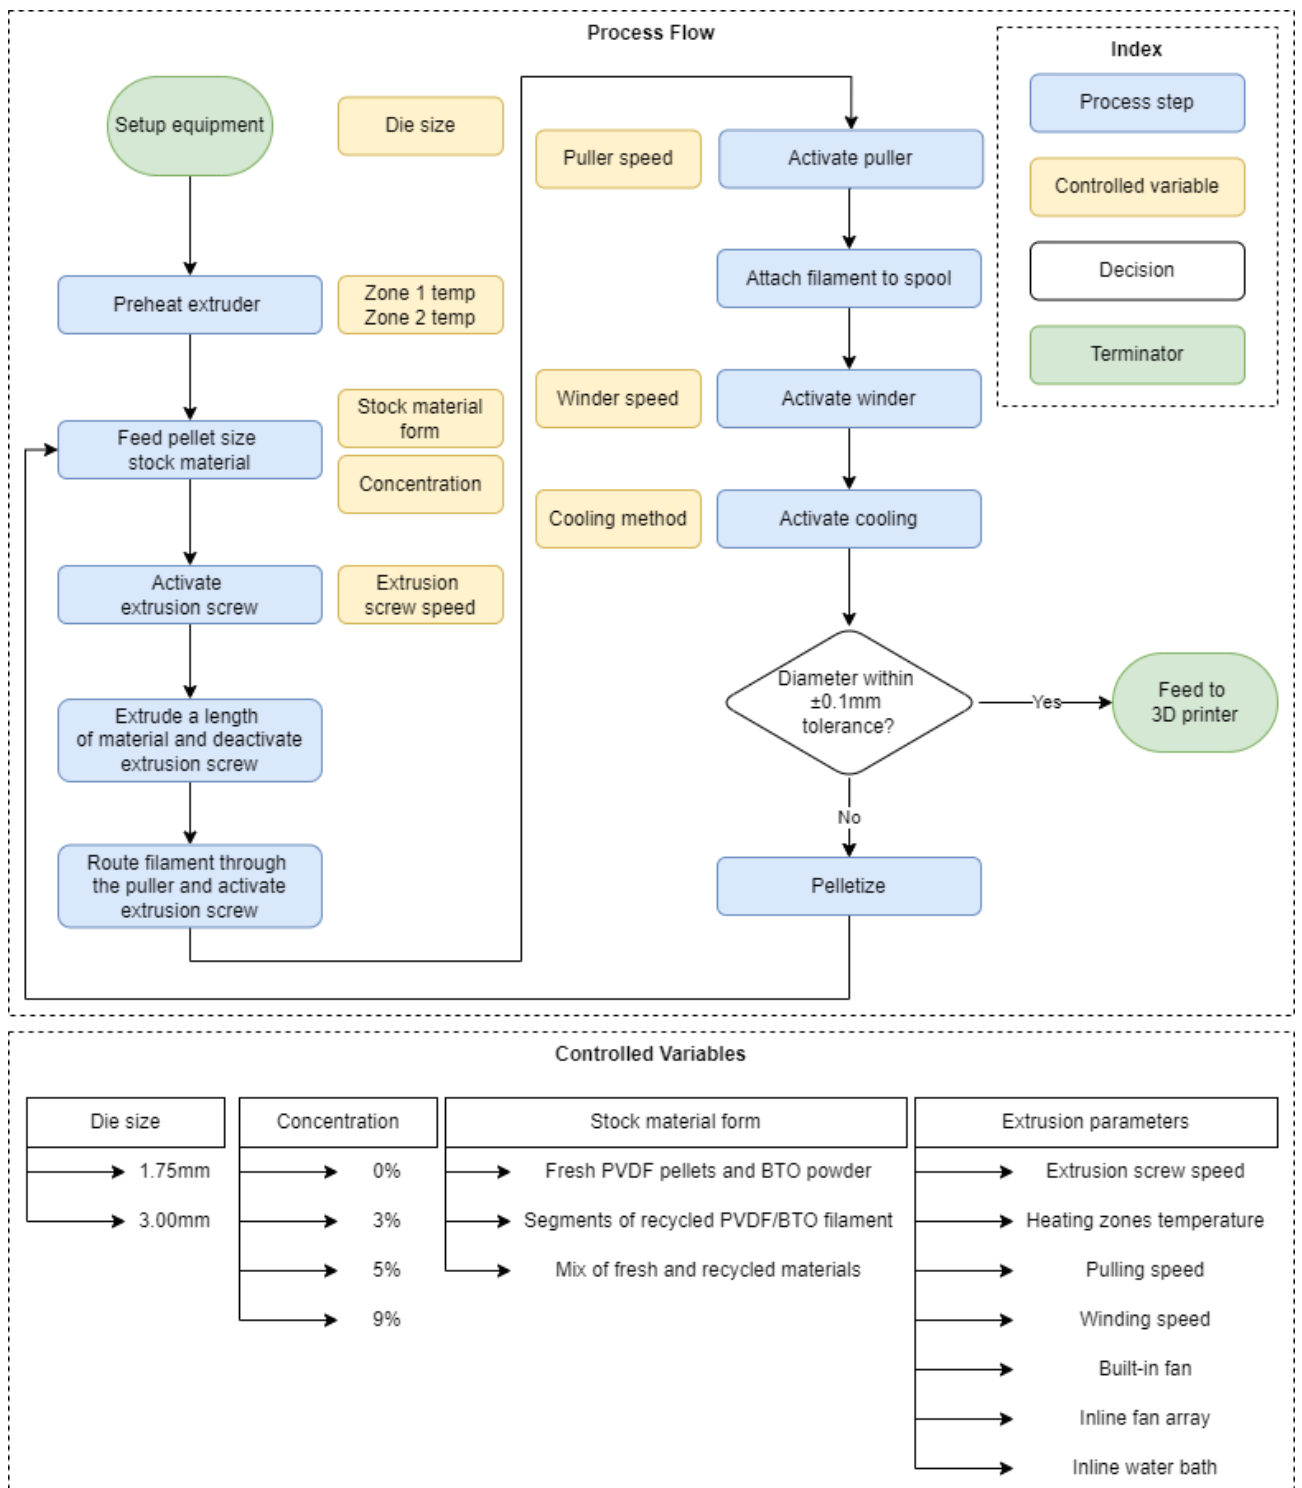 Process Flow
Setup equipment
Die size
Preheat extruder
Zone 1 temp
Zone 2 temp
Feed pellet size
stock material
Stock material
form
Concentration
Activate
extrusion screw
Extrusion
screw speed
Extrude a length
of material and deactivate
extrusion screw
Route filament through
the puller and activate
extrusion screw
Puller speed
Activate puller
Attach filament to spool
Winder speed
Activate winder
Cooling method
Activate cooling
Diameter within
±0.1mm
tolerance?
Yes
Feed to
3D printer
No
Pelletize
Index
Process step
Controlled variable
Decision
Terminator
Controlled Variables
Die size
1.75mm
3.00mm
Concentration
0%
3%
5%
9%
Stock material form
Fresh PVDF pellets and BTO powder
Segments of recycled PVDF/BTO filament
Mix of fresh and recycled materials
Extrusion parameters
Extrusion screw speed
Heating zones temperature
Pulling speed
Winding speed
Built-in fan
Inline fan array
Inline water bath